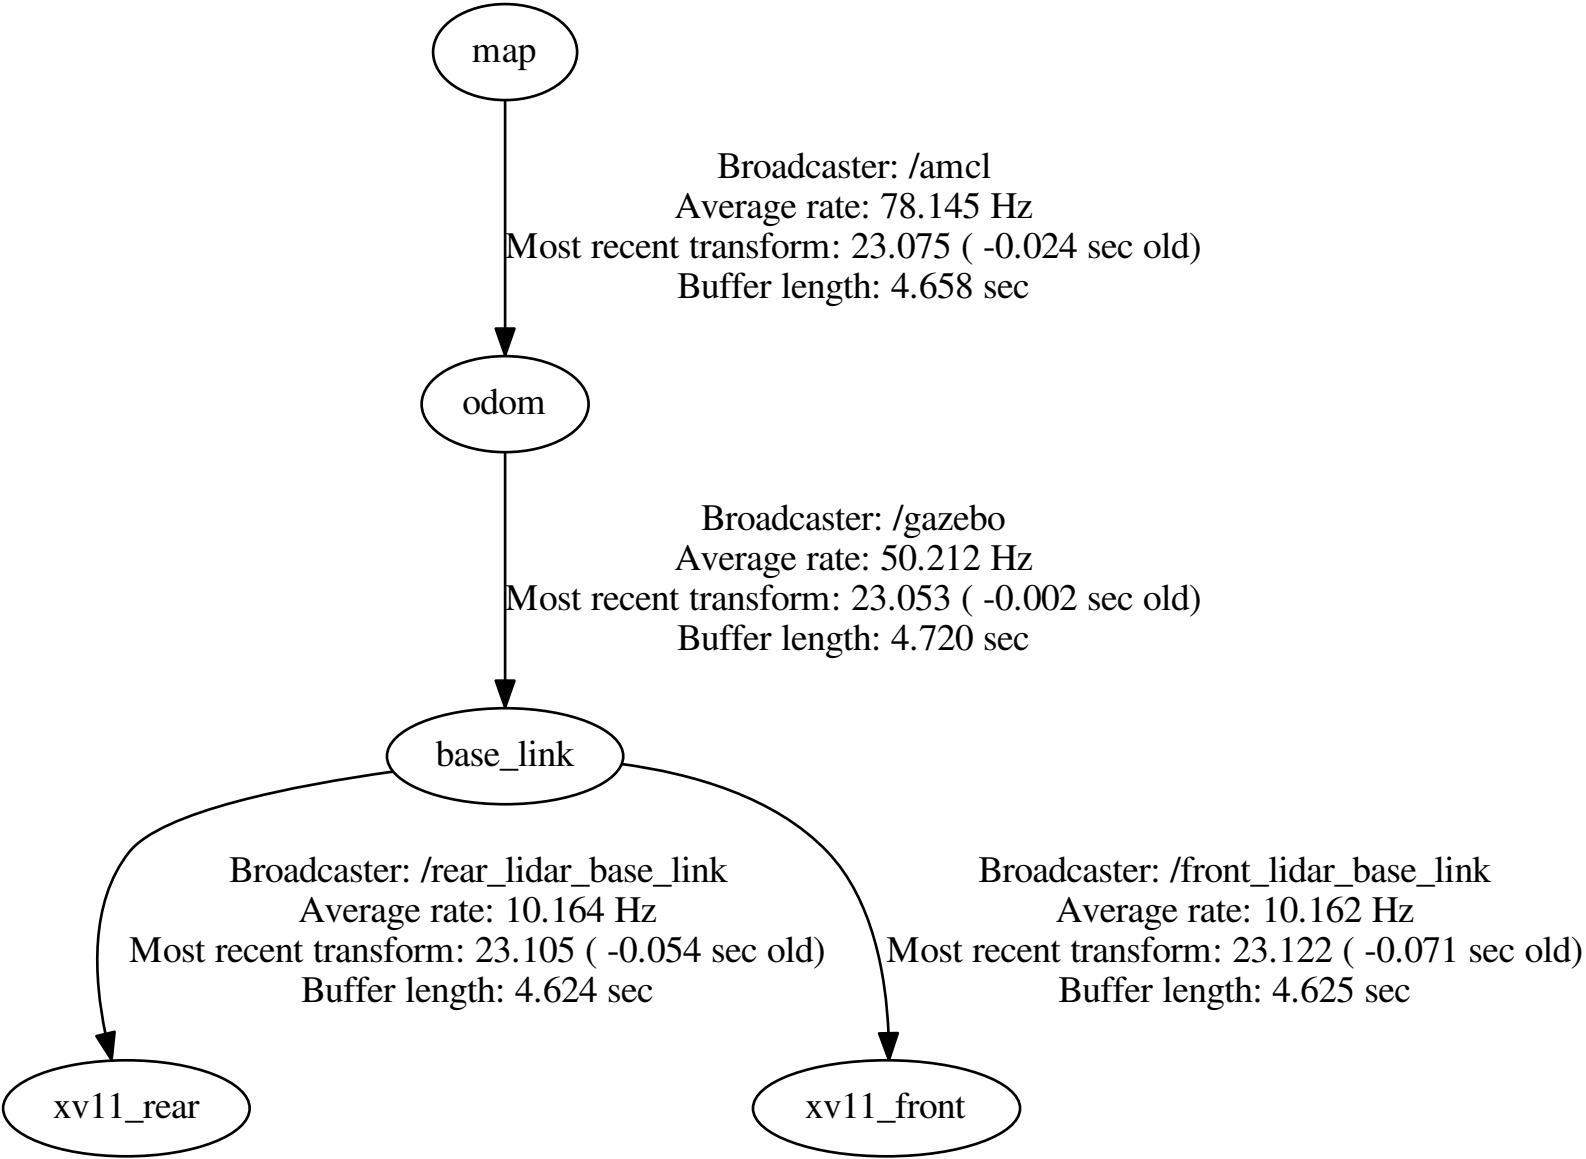 map
Broadcaster: /amcl
Average rate: 78.145 Hz
Most recent transform: 23.075 ( -0.024 sec old)
Buffer length: 4.658 sec
odom
Broadcaster: /gazebo
Average rate: 50.212 Hz
Most recent transform: 23.053 ( -0.002 sec old)
Buffer length: 4.720 sec
base_link
Broadcaster: /rear_lidar_base_link
Average rate: 10.164 Hz
Most recent transform: 23.105 ( -0.054 sec old)
Buffer length: 4.624 sec
Broadcaster: /front_lidar_base_link
Average rate: 10.162 Hz
Most recent transform: 23.122 ( -0.071 sec old)
Buffer length: 4.625 sec
xv11_rear
xv11_front